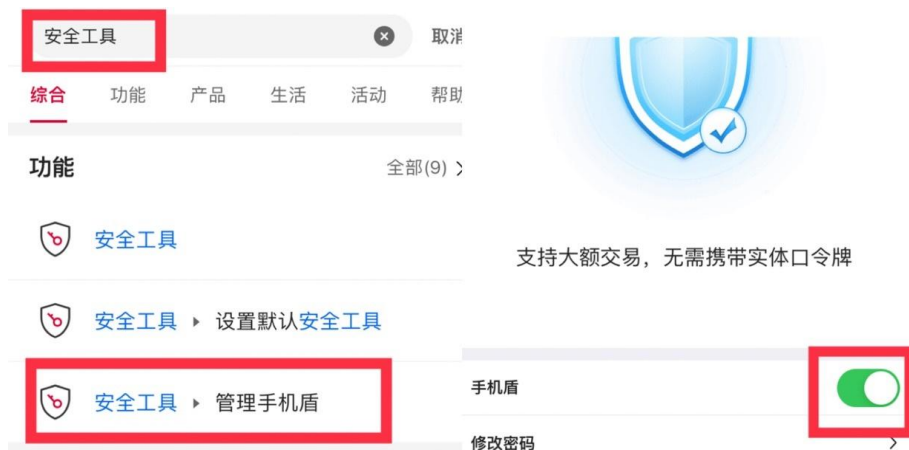 安全工具
取消
综合 功能 产品 生活 活动 帮助
功能
全部(9)
安全工具
安全工具 ▸ 设置默认安全工具
安全工具 ▸ 管理手机盾
支持大额交易，无需携带实体口令牌
手机盾
修改密码